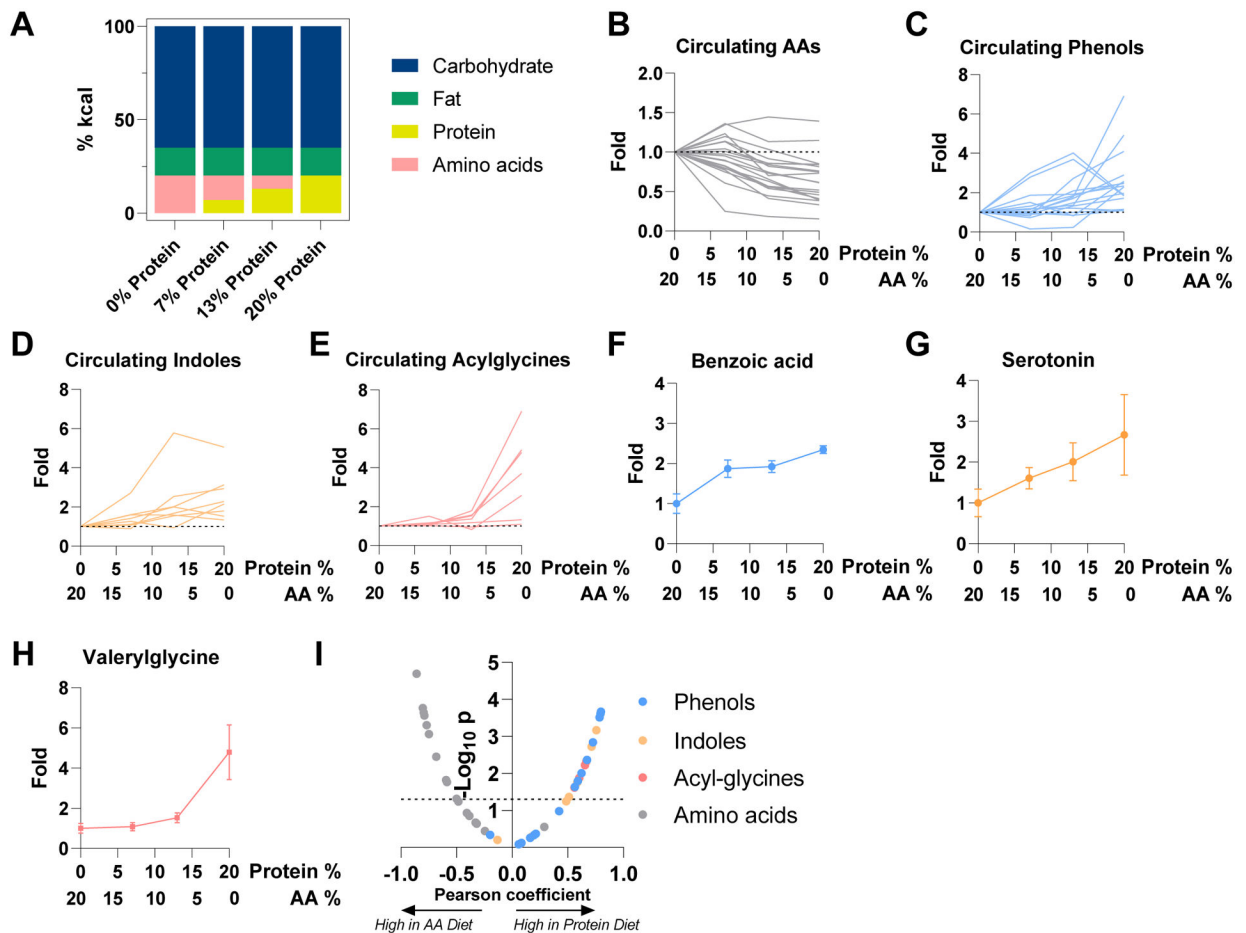 A
100
50
0
% kcal
0% Protein
7% Protein
13% Protein
20% Protein
Carbohydrate
Fat
Protein
Amino acids
B
Circulating AAs
2.0
1.5
1.0
0.5
0.0
Fold
0 5 10 15 20 Protein %
20 15 10 5 0 AA %
C
Circulating Phenols
8
6
4
2
0
Fold
0 5 10 15 20 Protein %
20 15 10 5 0 AA %
D
Circulating Indoles
8
6
4
2
0
Fold
0 5 10 15 20 Protein %
20 15 10 5 0 AA %
E
Circulating Acylglycines
8
6
4
2
0
Fold
0 5 10 15 20 Protein %
20 15 10 5 0 AA %
F
Benzoic acid
4
3
2
1
0
Fold
0 5 10 15 20 Protein %
20 15 10 5 0 AA %
G
Serotonin
4
3
2
1
0
Fold
0 5 10 15 20 Protein %
20 15 10 5 0 AA %
H
Valerylglycine
8
6
4
2
0
Fold
0 5 10 15 20 Protein %
20 15 10 5 0 AA %
I
5
4
3
2
1
-Log10 p
-1.0 -0.5 0.0 0.5 1.0
Pearson coefficient
High in AA Diet High in Protein Diet
Phenols
Indoles
Acyl-glycines
Amino acids